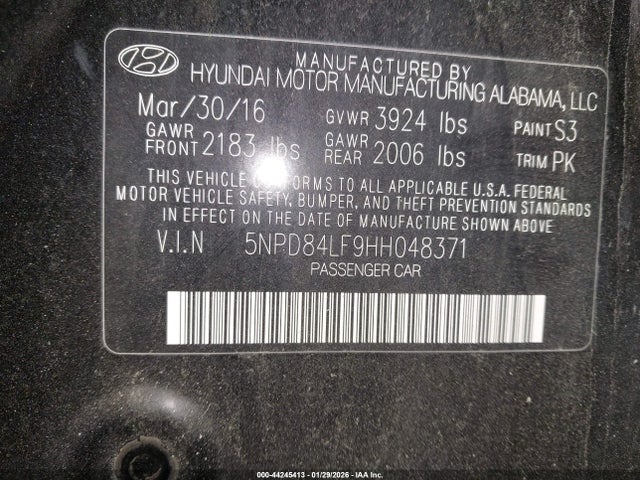 MANUFACTURED BY
HYUNDAI MOTOR MANUFACTURING ALABAMA, LLC
Mar/30/16 GVWR 3924 lbs PAINT S3
GAWR FRONT 2183 lbs GAWR REAR 2006 lbs TRIM PK
THIS VEHICLE CONFORMS TO ALL APPLICABLE U.S.A. FEDERAL
MOTOR VEHICLE SAFETY, BUMPER, AND THEFT PREVENTION STANDARDS
IN EFFECT ON THE DATE OF MANUFACTURE SHOWN ABOVE
V.I.N 5NPD84LF9HH048371
PASSENGER CAR
000-44245413 - 01/29/2026 - IAA Inc.